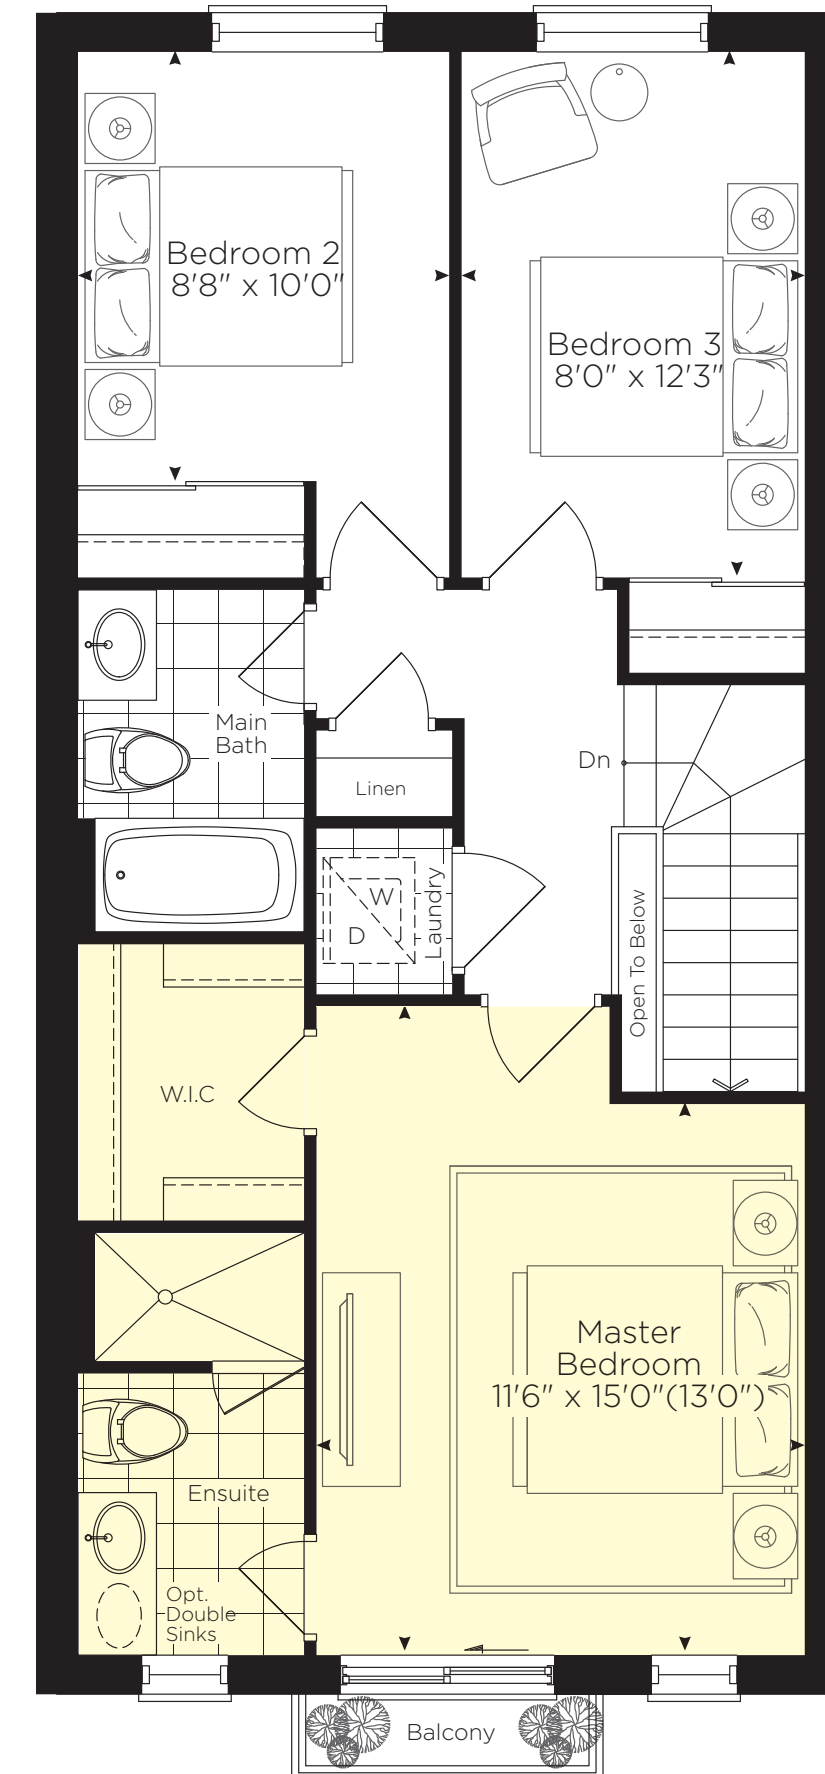 Bedroom 2
8'8" x 10'0"
Bedroom 3
8'0" x 12'3"
Main
Bath
Dn
Linen
W
D
Laundry
Open To Below
W.I.C
Master
Bedroom
11'6" x 15'0"(13'0")
Ensuite
Opt.
Double
Sinks
Balcony